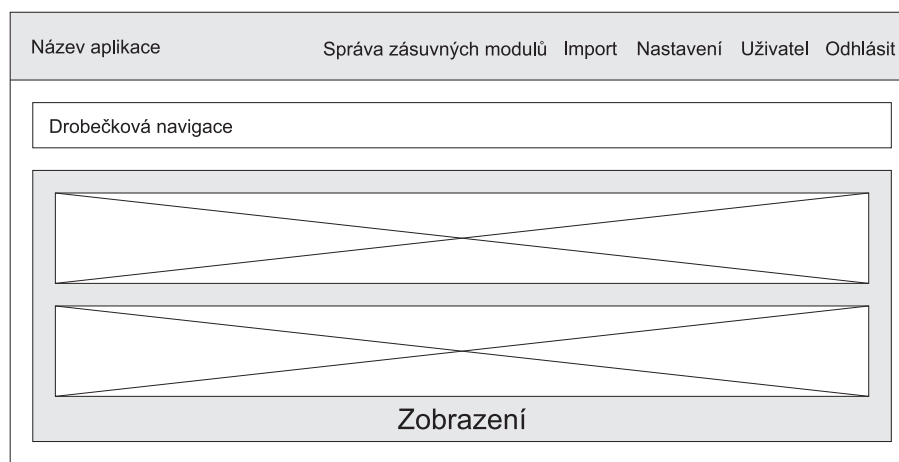 Název aplikace Správa zásuvných modulů Import Nastavení Uživatel Odhlásit
Drobečková navigace
Zobrazení